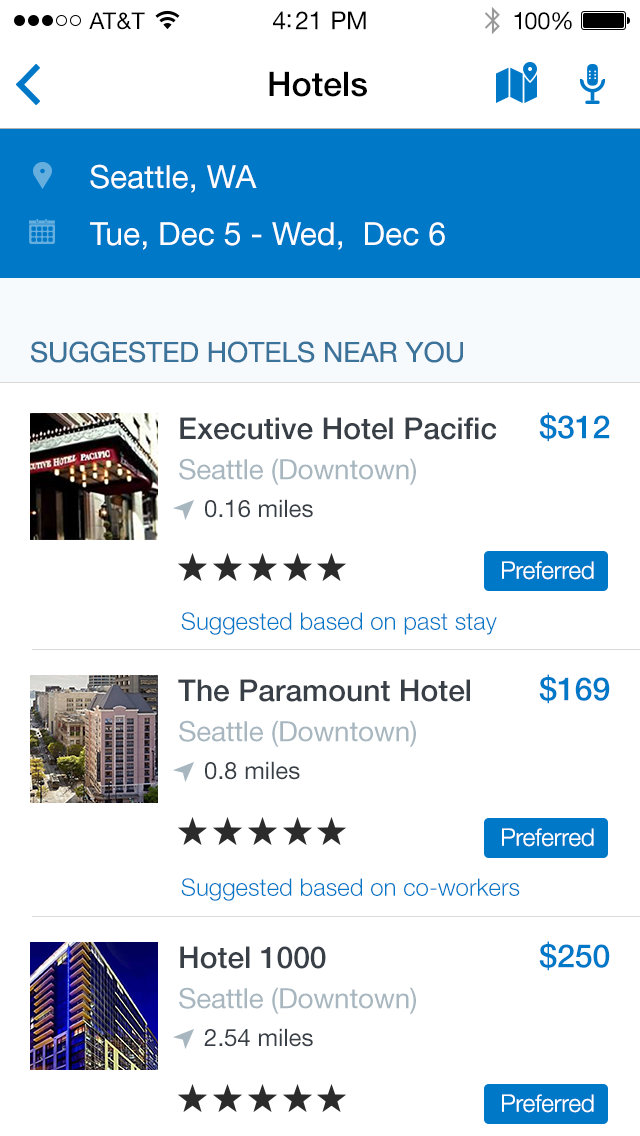 AT&T 4:21 PM 100%
Hotels
Seattle, WA
Tue, Dec 5 - Wed, Dec 6
SUGGESTED HOTELS NEAR YOU
Executive Hotel Pacific $312
Seattle (Downtown)
CUTIVE HOTEL PACIFIC
0.16 miles
Preferred
Suggested based on past stay
The Paramount Hotel $169
Seattle (Downtown)
0.8 miles
Preferred
Suggested based on co-workers
Hotel 1000 $250
Seattle (Downtown)
2.54 miles
Preferred